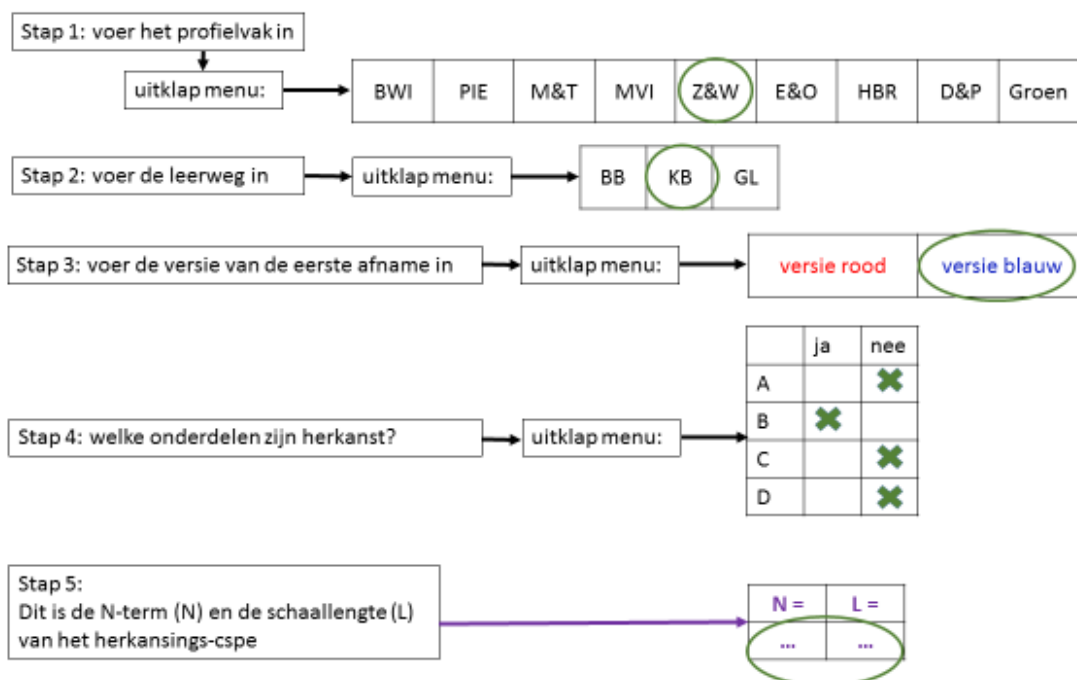 Stap 1: voer het profielvak in
uitklap menu:
BWI PIE M&T MVI Z&W E&O HBR D&P Groen
Stap 2: voer de leerweg in
uitklap menu:
BB KB GL
Stap 3: voer de versie van de eerste afname in
uitklap menu:
versie rood versie blauw
ja nee
A
B
Stap 4: welke onderdelen zijn herkanst?
uitklap menu:
C
D
Stap 5:
Dit is de N-term (N) en de schaallengte (L)
van het herkansings-cspe
N = L =
... ...